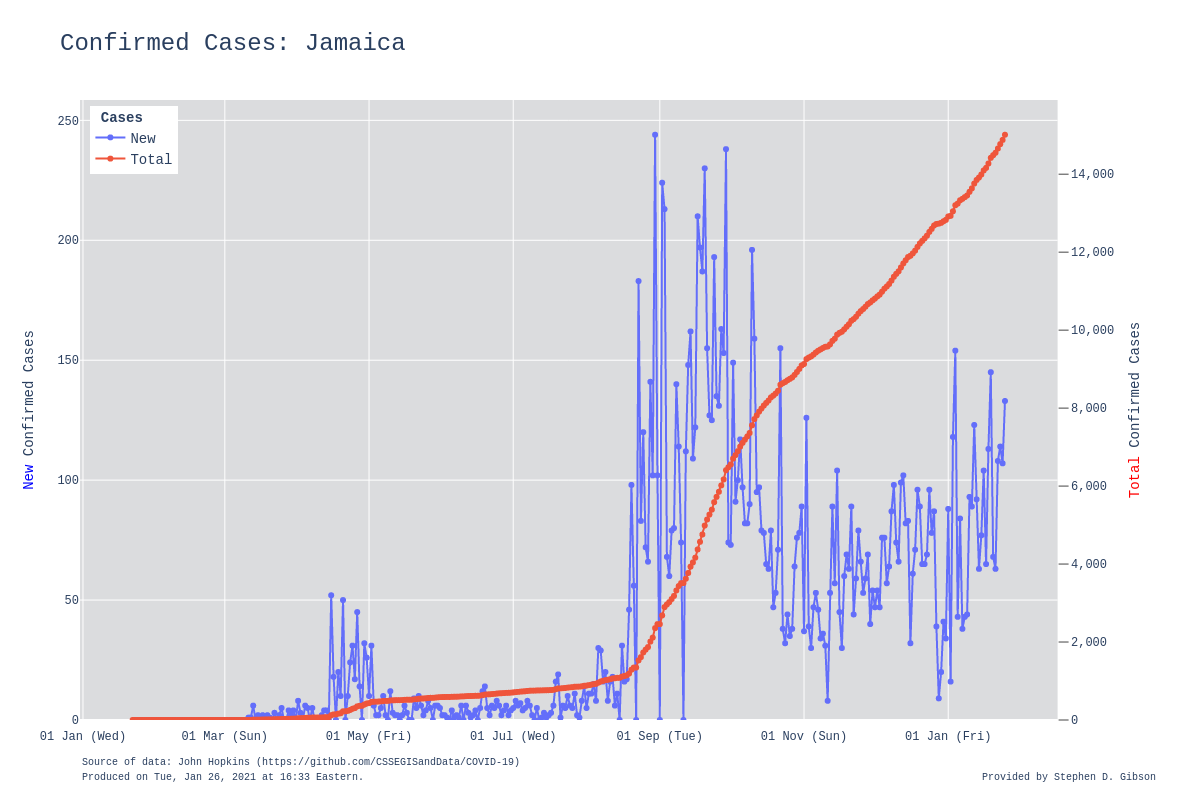 Confirmed Cases: Jamaica
Cases
New
Total
250
200
150
100
50
0
14,000
12,000
10,000
8,000
6,000
4,000
2,000
0
New Confirmed Cases
Total Confirmed Cases
01 Jan (Wed)
01 Mar (Sun)
01 May (Fri)
01 Jul (Wed)
01 Sep (Tue)
01 Nov (Sun)
01 Jan (Fri)
Source of data: John Hopkins (https://github.com/CSSEGISandData/COVID-19)
Produced on Tue, Jan 26, 2021 at 16:33 Eastern.
Provided by Stephen D. Gibson